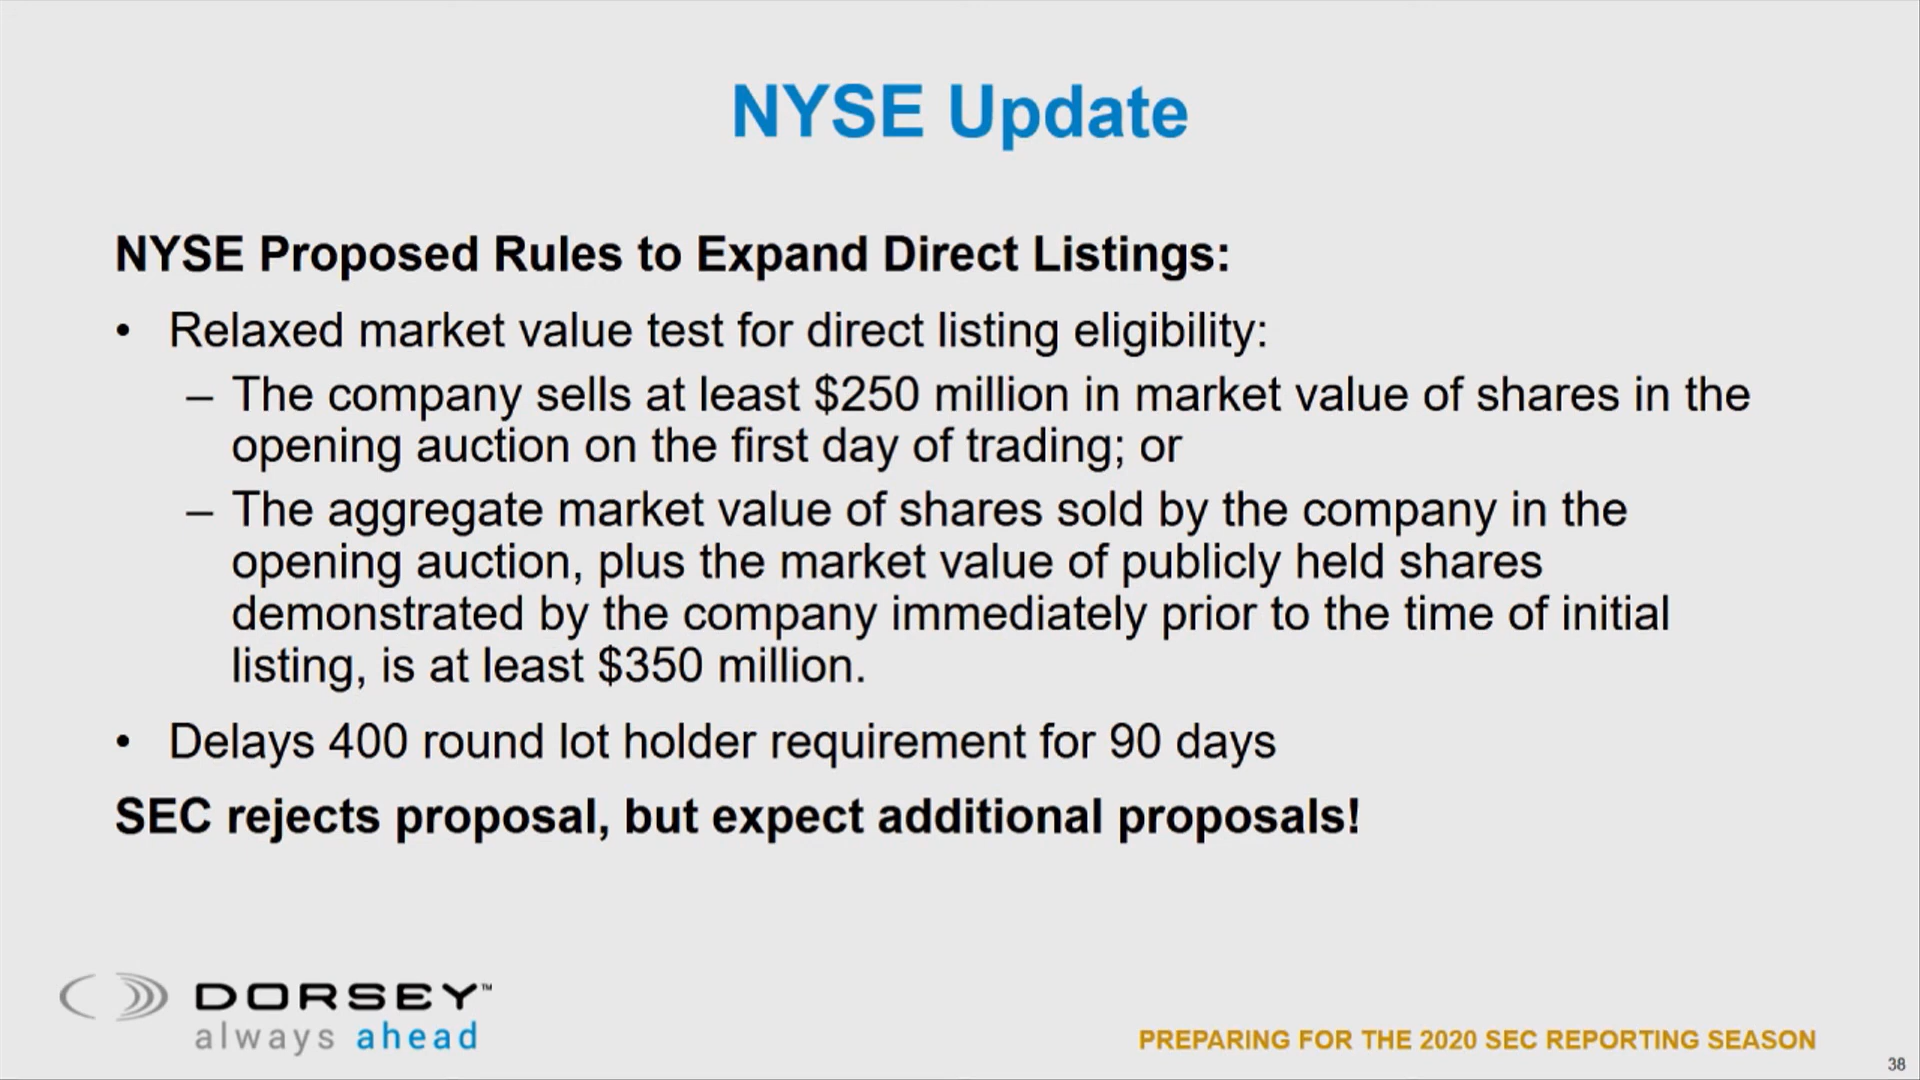 NYSE Update
NYSE Proposed Rules to Expand Direct Listings:
• Relaxed market value test for direct listing eligibility:
– The company sells at least $250 million in market value of shares in the
opening auction on the first day of trading; or
– The aggregate market value of shares sold by the company in the
opening auction, plus the market value of publicly held shares
demonstrated by the company immediately prior to the time of initial
listing, is at least $350 million.
• Delays 400 round lot holder requirement for 90 days
SEC rejects proposal, but expect additional proposals!
DORSEY™
always ahead
PREPARING FOR THE 2020 SEC REPORTING SEASON
38